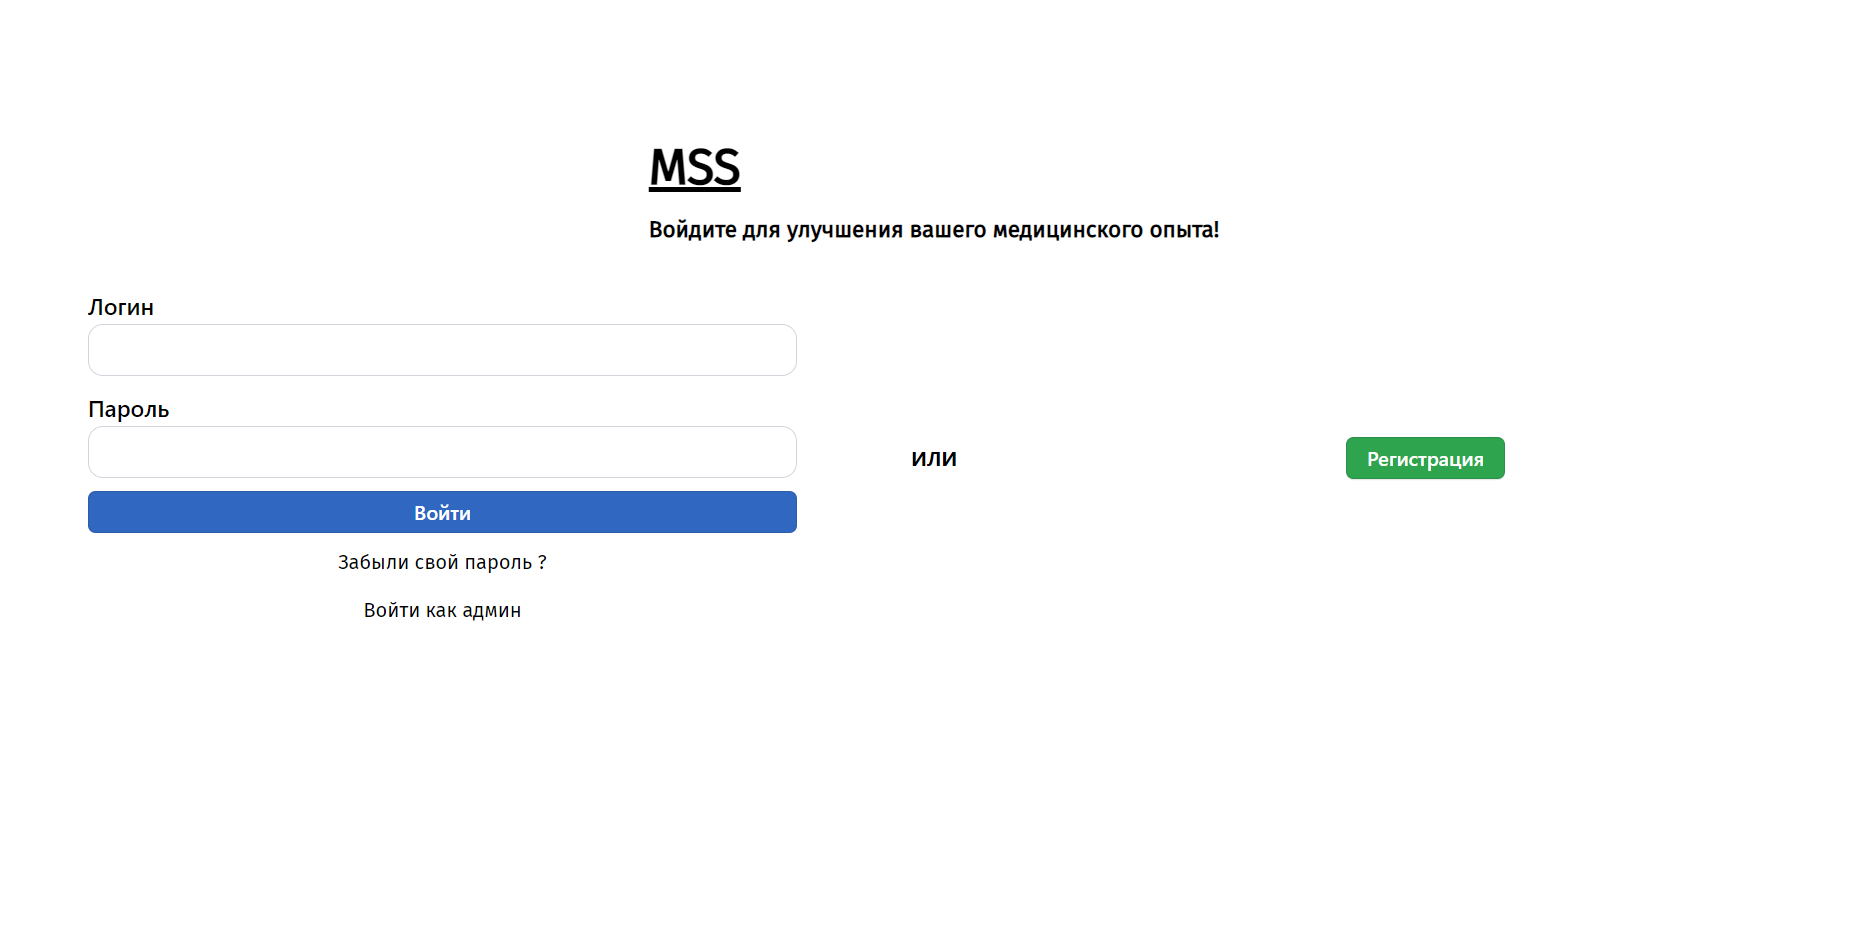 MSS
Войдите для улучшения вашего медицинского опыта!
Логин
Пароль
Войти
Забыли свой пароль ?
Войти как админ
ИЛИ
Регистрация